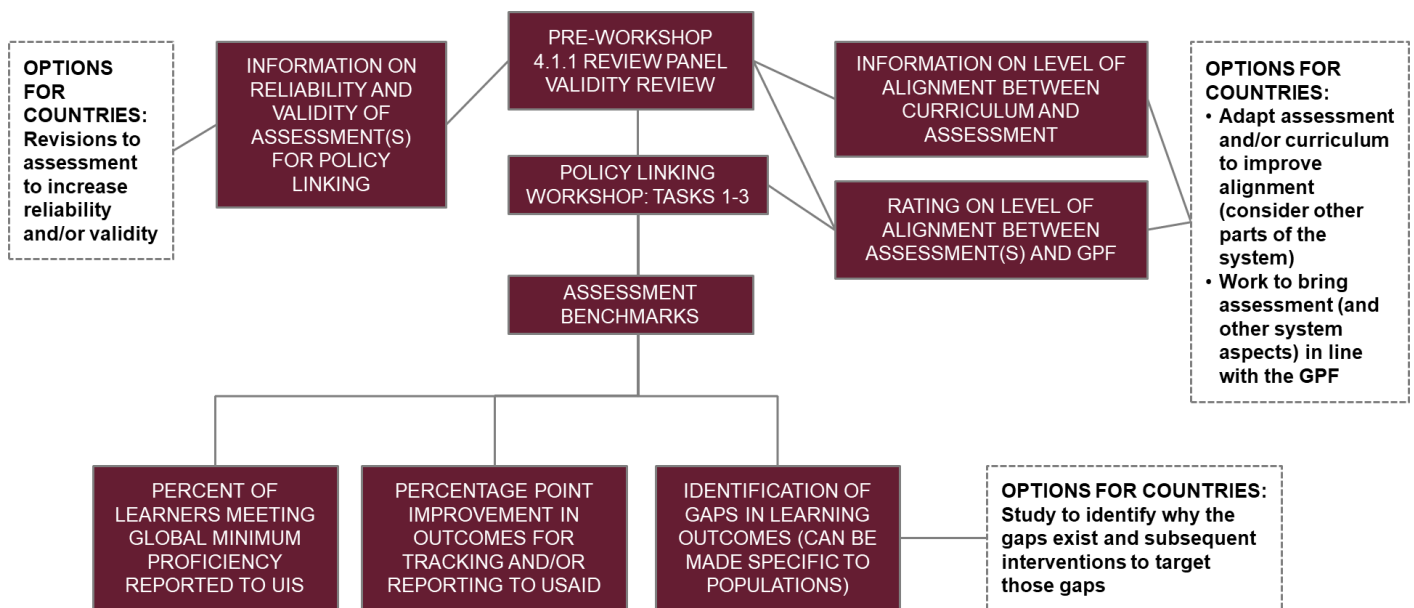 OPTIONS
FOR
COUNTRIES:
Revisions to
assessment
to increase
reliability
and/or validity
INFORMATION ON
RELIABILITY AND
VALIDITY OF
ASSESSMENT(S)
FOR POLICY
LINKING
PRE-WORKSHOP
4.1.1 REVIEW PANEL
VALIDITY REVIEW
INFORMATION ON LEVEL OF
ALIGNMENT BETWEEN
CURRICULUM AND
ASSESSMENT
OPTIONS FOR
COUNTRIES:
• Adapt assessment
and/or curriculum
to improve
alignment
(consider other
parts of the
system)
• Work to bring
assessment (and
other system
aspects) in line
with the GPF
POLICY LINKING
WORKSHOP: TASKS 1-3
RATING ON LEVEL OF
ALIGNMENT BETWEEN
ASSESSMENT(S) AND GPF
ASSESSMENT
BENCHMARKS
PERCENT OF
LEARNERS MEETING
GLOBAL MINIMUM
PROFICIENCY
REPORTED TO UIS
PERCENTAGE POINT
IMPROVEMENT IN
OUTCOMES FOR
TRACKING AND/OR
REPORTING TO USAID
IDENTIFICATION OF
GAPS IN LEARNING
OUTCOMES (CAN BE
MADE SPECIFIC TO
POPULATIONS)
OPTIONS FOR COUNTRIES:
Study to identify why the
gaps exist and subsequent
interventions to target
those gaps